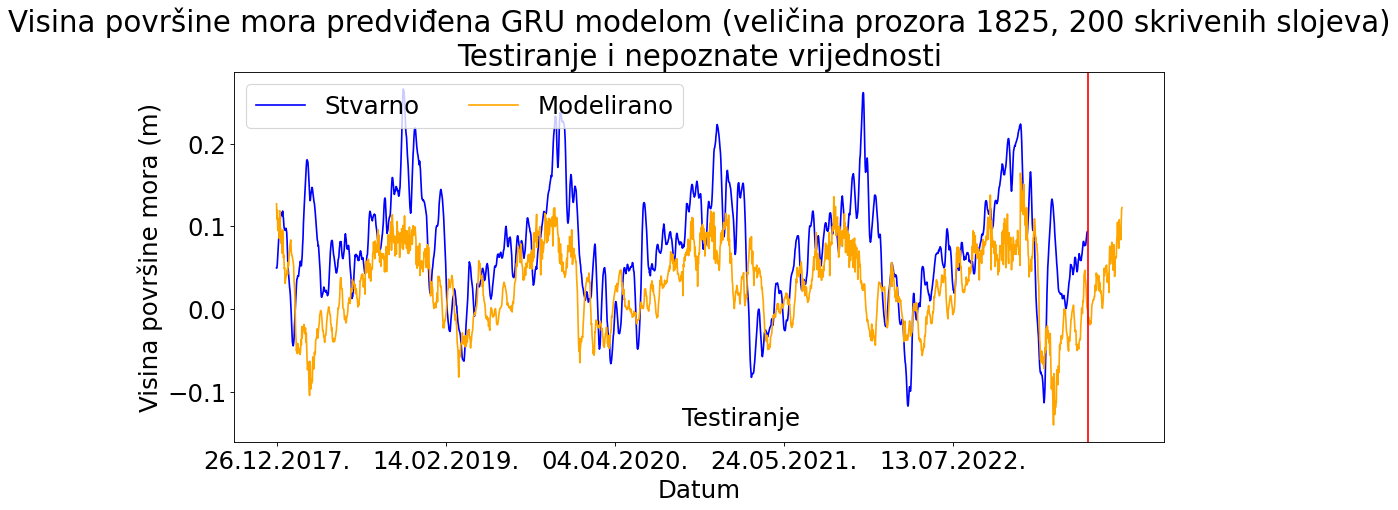 Visina površine mora predviđena GRU modelom (veličina prozora 1825, 200 skrivenih slojeva)
Testiranje i nepoznate vrijednosti
Stvarno
Modelirano
Visina površine mora (m)
0.2
0.1
0.0
−0.1
Testiranje
26.12.2017.
14.02.2019.
04.04.2020.
24.05.2021.
13.07.2022.
Datum